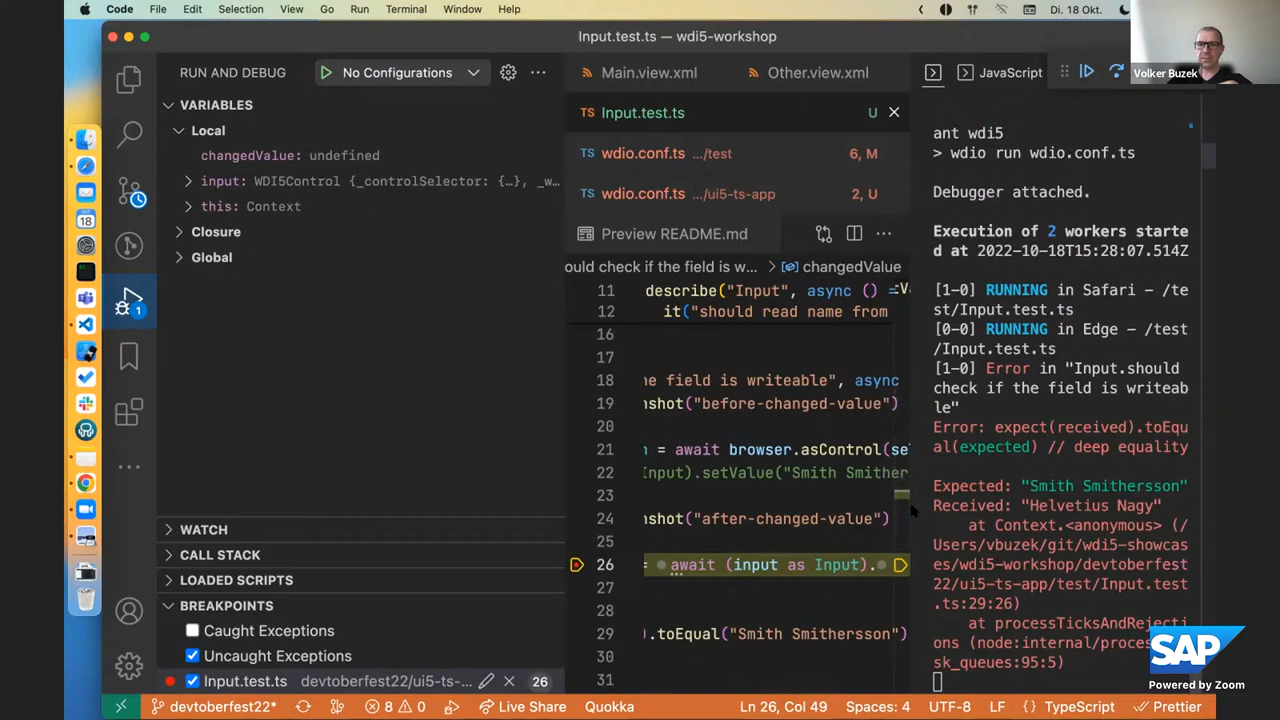 Code File Edit Selection View Go Run Terminal Window Help Di. 18 Okt.
Input.test.ts — wdi5-workshop
Volker Buzek
RUN AND DEBUG No Configurations
VARIABLES
Local
changedValue: undefined
input: WDI5Control {_controlSelector: {…}, _w…
this: Context
Closure
Global
WATCH
CALL STACK
LOADED SCRIPTS
BREAKPOINTS
Caught Exceptions
Uncaught Exceptions
Input.test.ts devtoberfest22/ui5-ts-... 26
18
1
Main.view.xml Other.view.xml
TS Input.test.ts U
TS wdio.conf.ts .../test 6, M
TS wdio.conf.ts .../ui5-ts-app 2, U
Preview README.md
ould check if the field is w... > changedValue
11 describe("Input", async () =
12 it("should read name from
16
17
18 he field is writeable", async
19 nshot("before-changed-value")
20
21 n = await browser.asControl(se
22 Input).setValue("Smith Smither
23
24 nshot("after-changed-value")
25
26 = await (input as Input).
27
28
29 ).toEqual("Smith Smithersson")
30
31
JavaScript
ant wdi5
> wdio run wdio.conf.ts
Debugger attached.
Execution of 2 workers starte
d at 2022-10-18T15:28:07.514Z
[1-0] RUNNING in Safari - /te
st/Input.test.ts
[0-0] RUNNING in Edge - /test
/Input.test.ts
[1-0] Error in "Input.should
check if the field is writeab
le"
Error: expect(received).toEqu
al(expected) // deep equality
Expected: "Smith Smithersson"
Received: "Helvetius Nagy"
at Context.<anonymous> (/
Users/vbuzek/git/wdi5-showcas
es/wdi5-workshop/devtoberfest
22/ui5-ts-app/test/Input.test
.ts:29:26)
at processTicksAndRejecti
ons (node:internal/proces
sk_queues:95:5)
SAP
Powered by Zoom
devtoberfest22* 8 0 Live Share Quokka Ln 26, Col 49 Spaces: 4 UTF-8 LF TypeScript Prettier